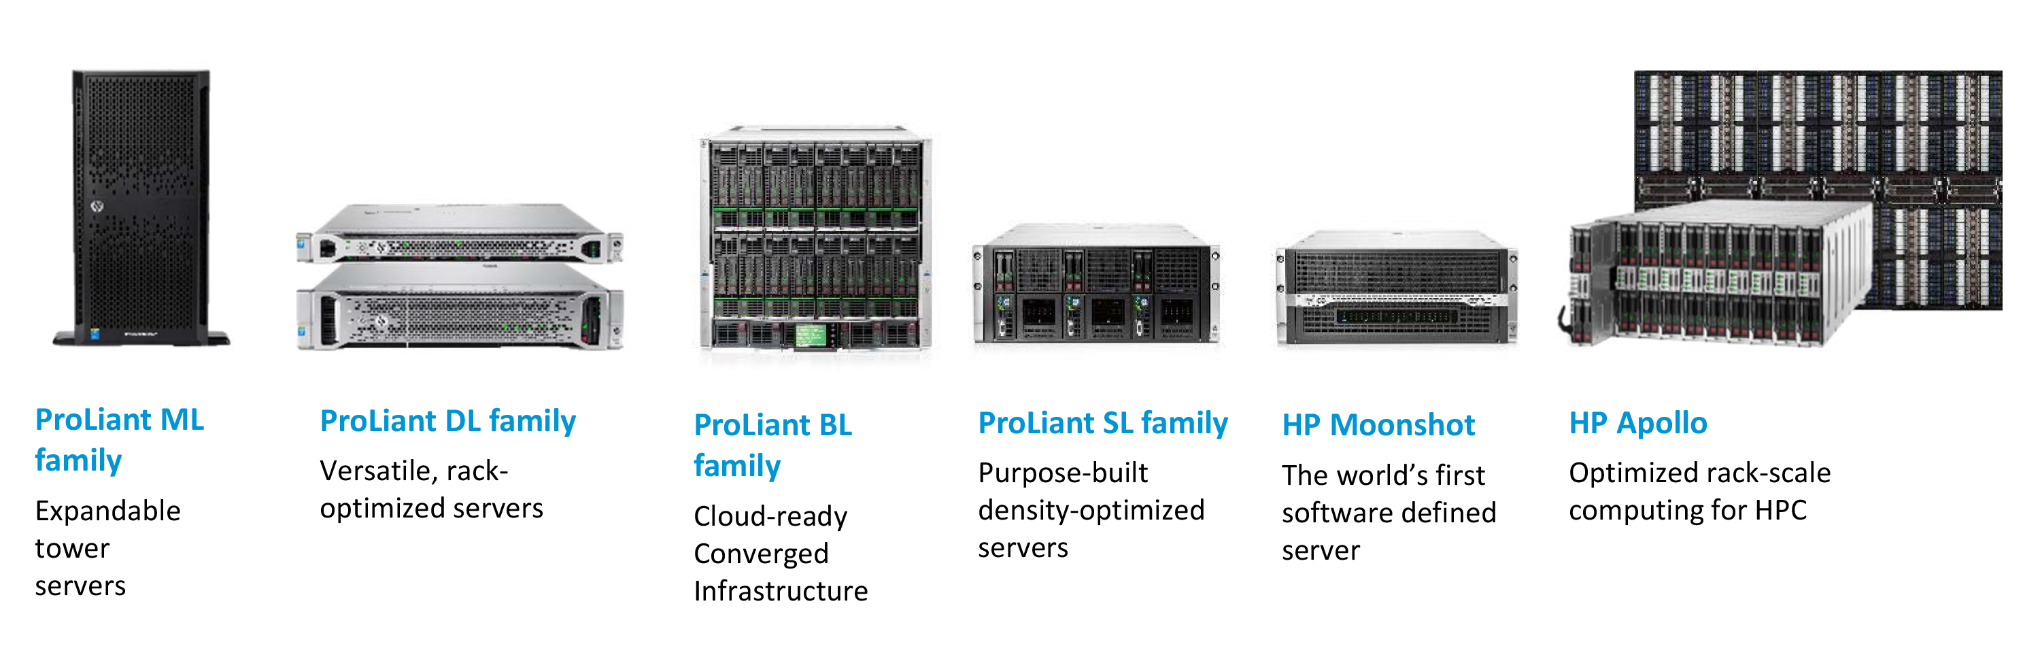 ProLiant ML
family
Expandable
tower
servers
ProLiant DL family
Versatile, rack-
optimized servers
ProLiant BL
family
Cloud-ready
Converged
Infrastructure
ProLiant SL family
Purpose-built
density-optimized
servers
HP Moonshot
The world’s first
software defined
server
HP Apollo
Optimized rack-scale
computing for HPC